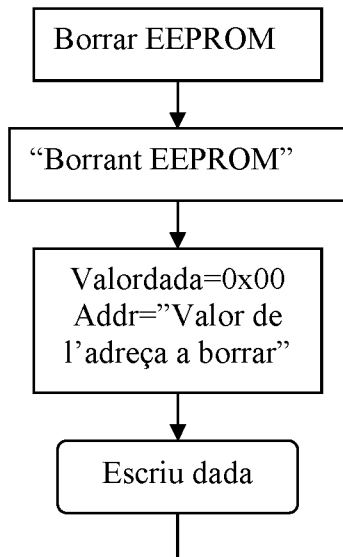 Borrar EEPROM
“Borrant EEPROM”
Valordada=0x00
Addr=”Valor de
l’adreça a borrar”
Escriu dada